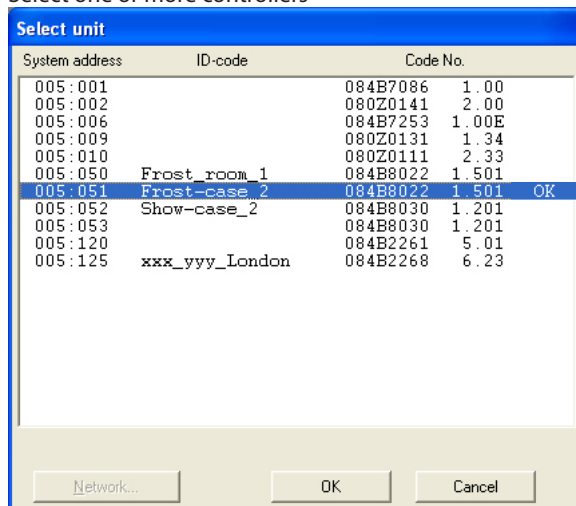 Select one or more controllers
Select unit
System address ID-code Code No.
005:001 084B7086 1.00
005:002 080Z0141 2.00
005:006 084B7253 1.00E
005:009 080Z0131 1.34
005:010 080Z0111 2.33
005:050 Frost_room_1 084B8022 1.501
005:051 Frost-case_2 084B8022 1.501 OK
005:052 Show-case_2 084B8030 1.201
005:053 084B8030 1.201
005:120 084B2261 5.01
005:125 xxx_yyy_London 084B2268 6.23
Network... OK Cancel